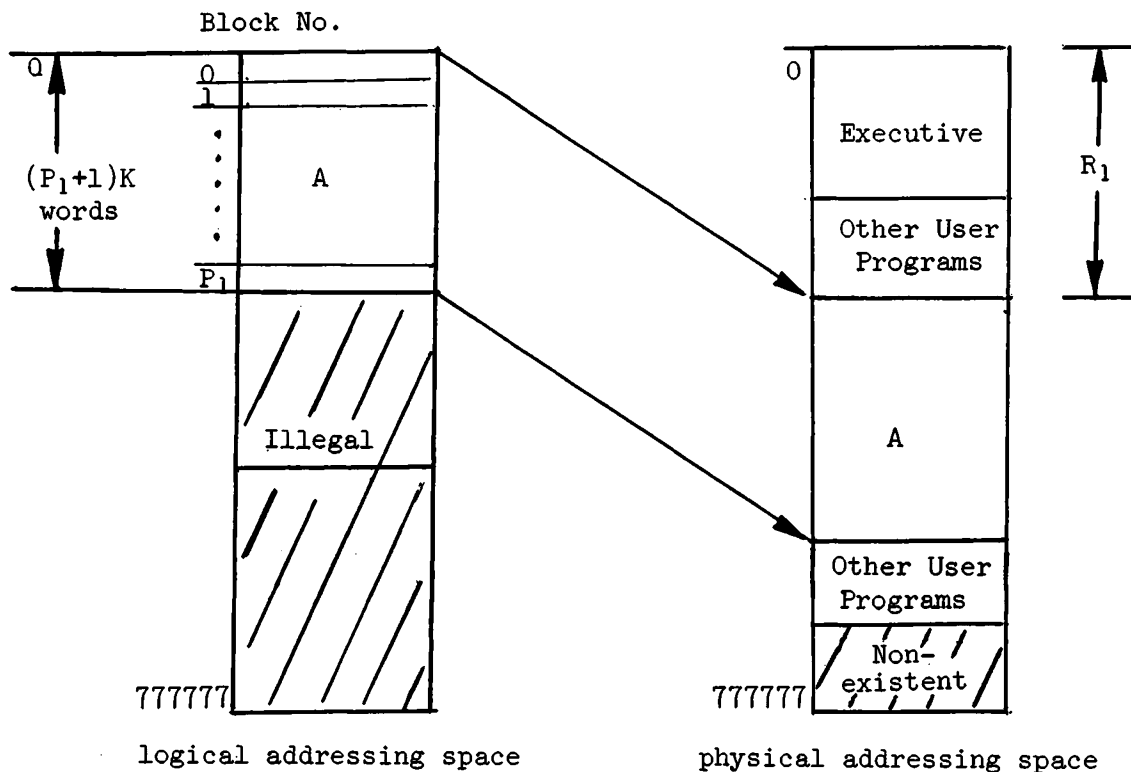 Block No.
0
0
1
(P₁+1)K
words
A
P₁
Illegal
777777
logical addressing space
0
Executive
R₁
Other User
Programs
A
Other User
Programs
Non-
existent
777777
physical addressing space